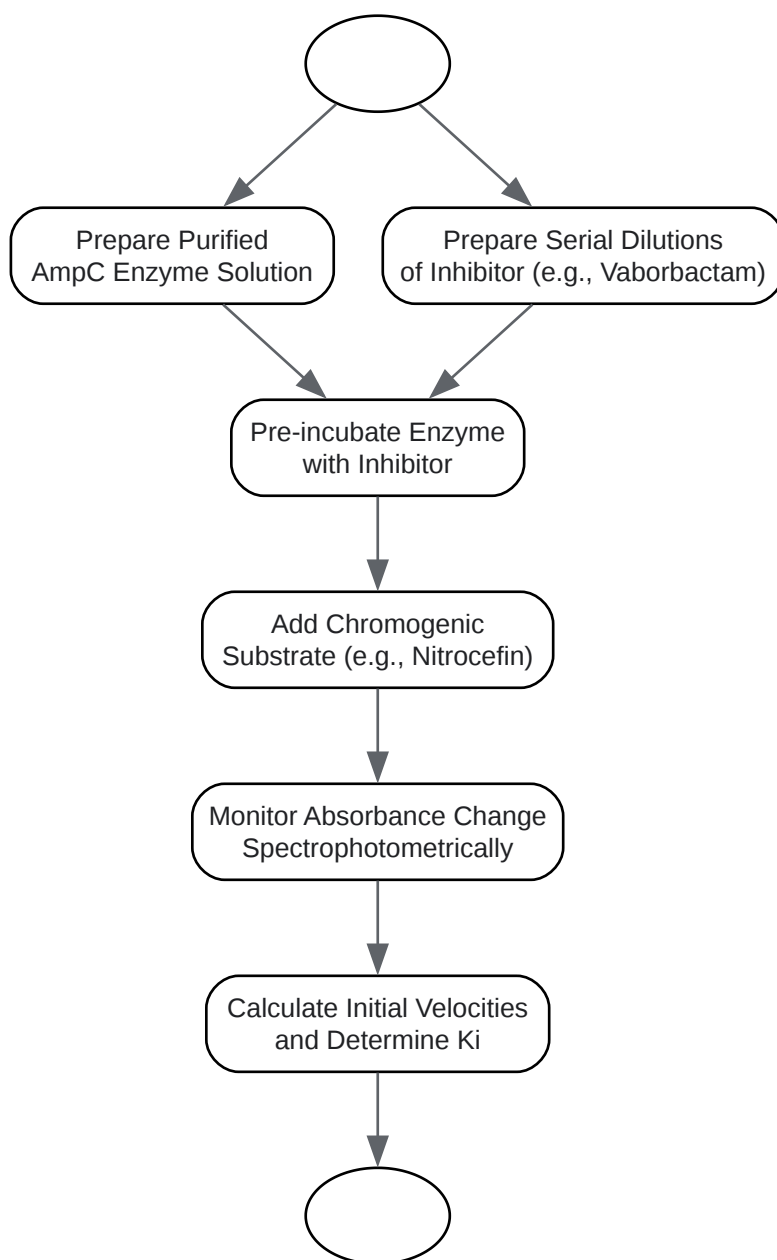 Prepare Purified
AmpC Enzyme Solution
Prepare Serial Dilutions
of Inhibitor (e.g., Vaborbactam)
Pre-incubate Enzyme
with Inhibitor
Add Chromogenic
Substrate (e.g., Nitrocefin)
Monitor Absorbance Change
Spectrophotometrically
Calculate Initial Velocities
and Determine Ki